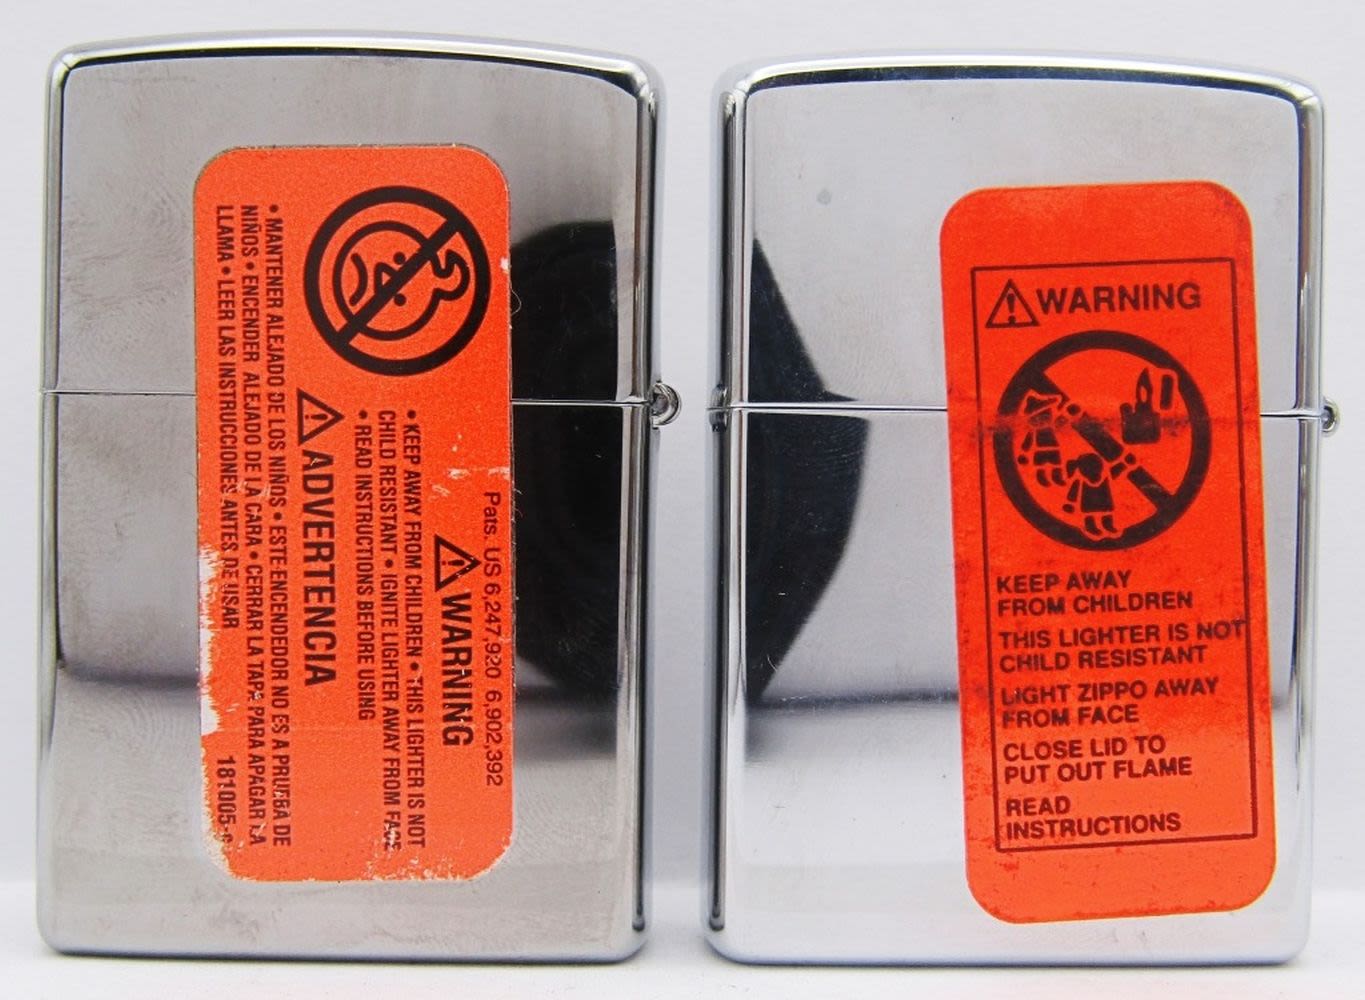 Pats. US 6,247,920 6,902,392
WARNING
• KEEP AWAY FROM CHILDREN • THIS LIGHTER IS NOT
CHILD RESISTANT • IGNITE LIGHTER AWAY FROM FACE
• READ INSTRUCTIONS BEFORE USING
ADVERTENCIA
• MANTENER ALEJADO DE LOS NIÑOS • ESTE ENCENDEDOR NO ES A PRUEBA DE
NIÑOS • ENCENDER ALEJADO DE LA CARA • CERRAR LA TAPA PARA APAGAR LA
LLAMA • LEER LAS INSTRUCCIONES ANTES DE USAR
WARNING
KEEP AWAY
FROM CHILDREN
THIS LIGHTER IS NOT
CHILD RESISTANT
LIGHT ZIPPO AWAY
FROM FACE
CLOSE LID TO
PUT OUT FLAME
READ
INSTRUCTIONS